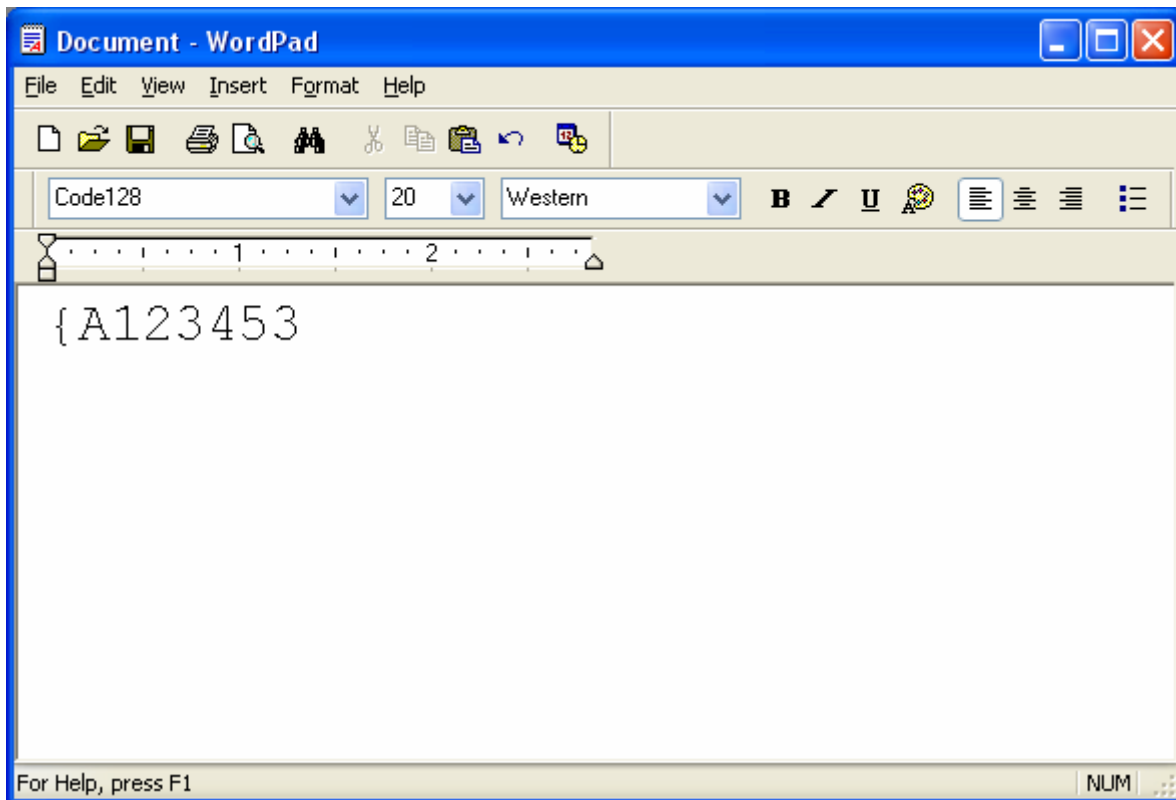 Document - WordPad
File Edit View Insert Format Help
Code128 20 Western B / U
1 2
{A123453
For Help, press F1 NUM